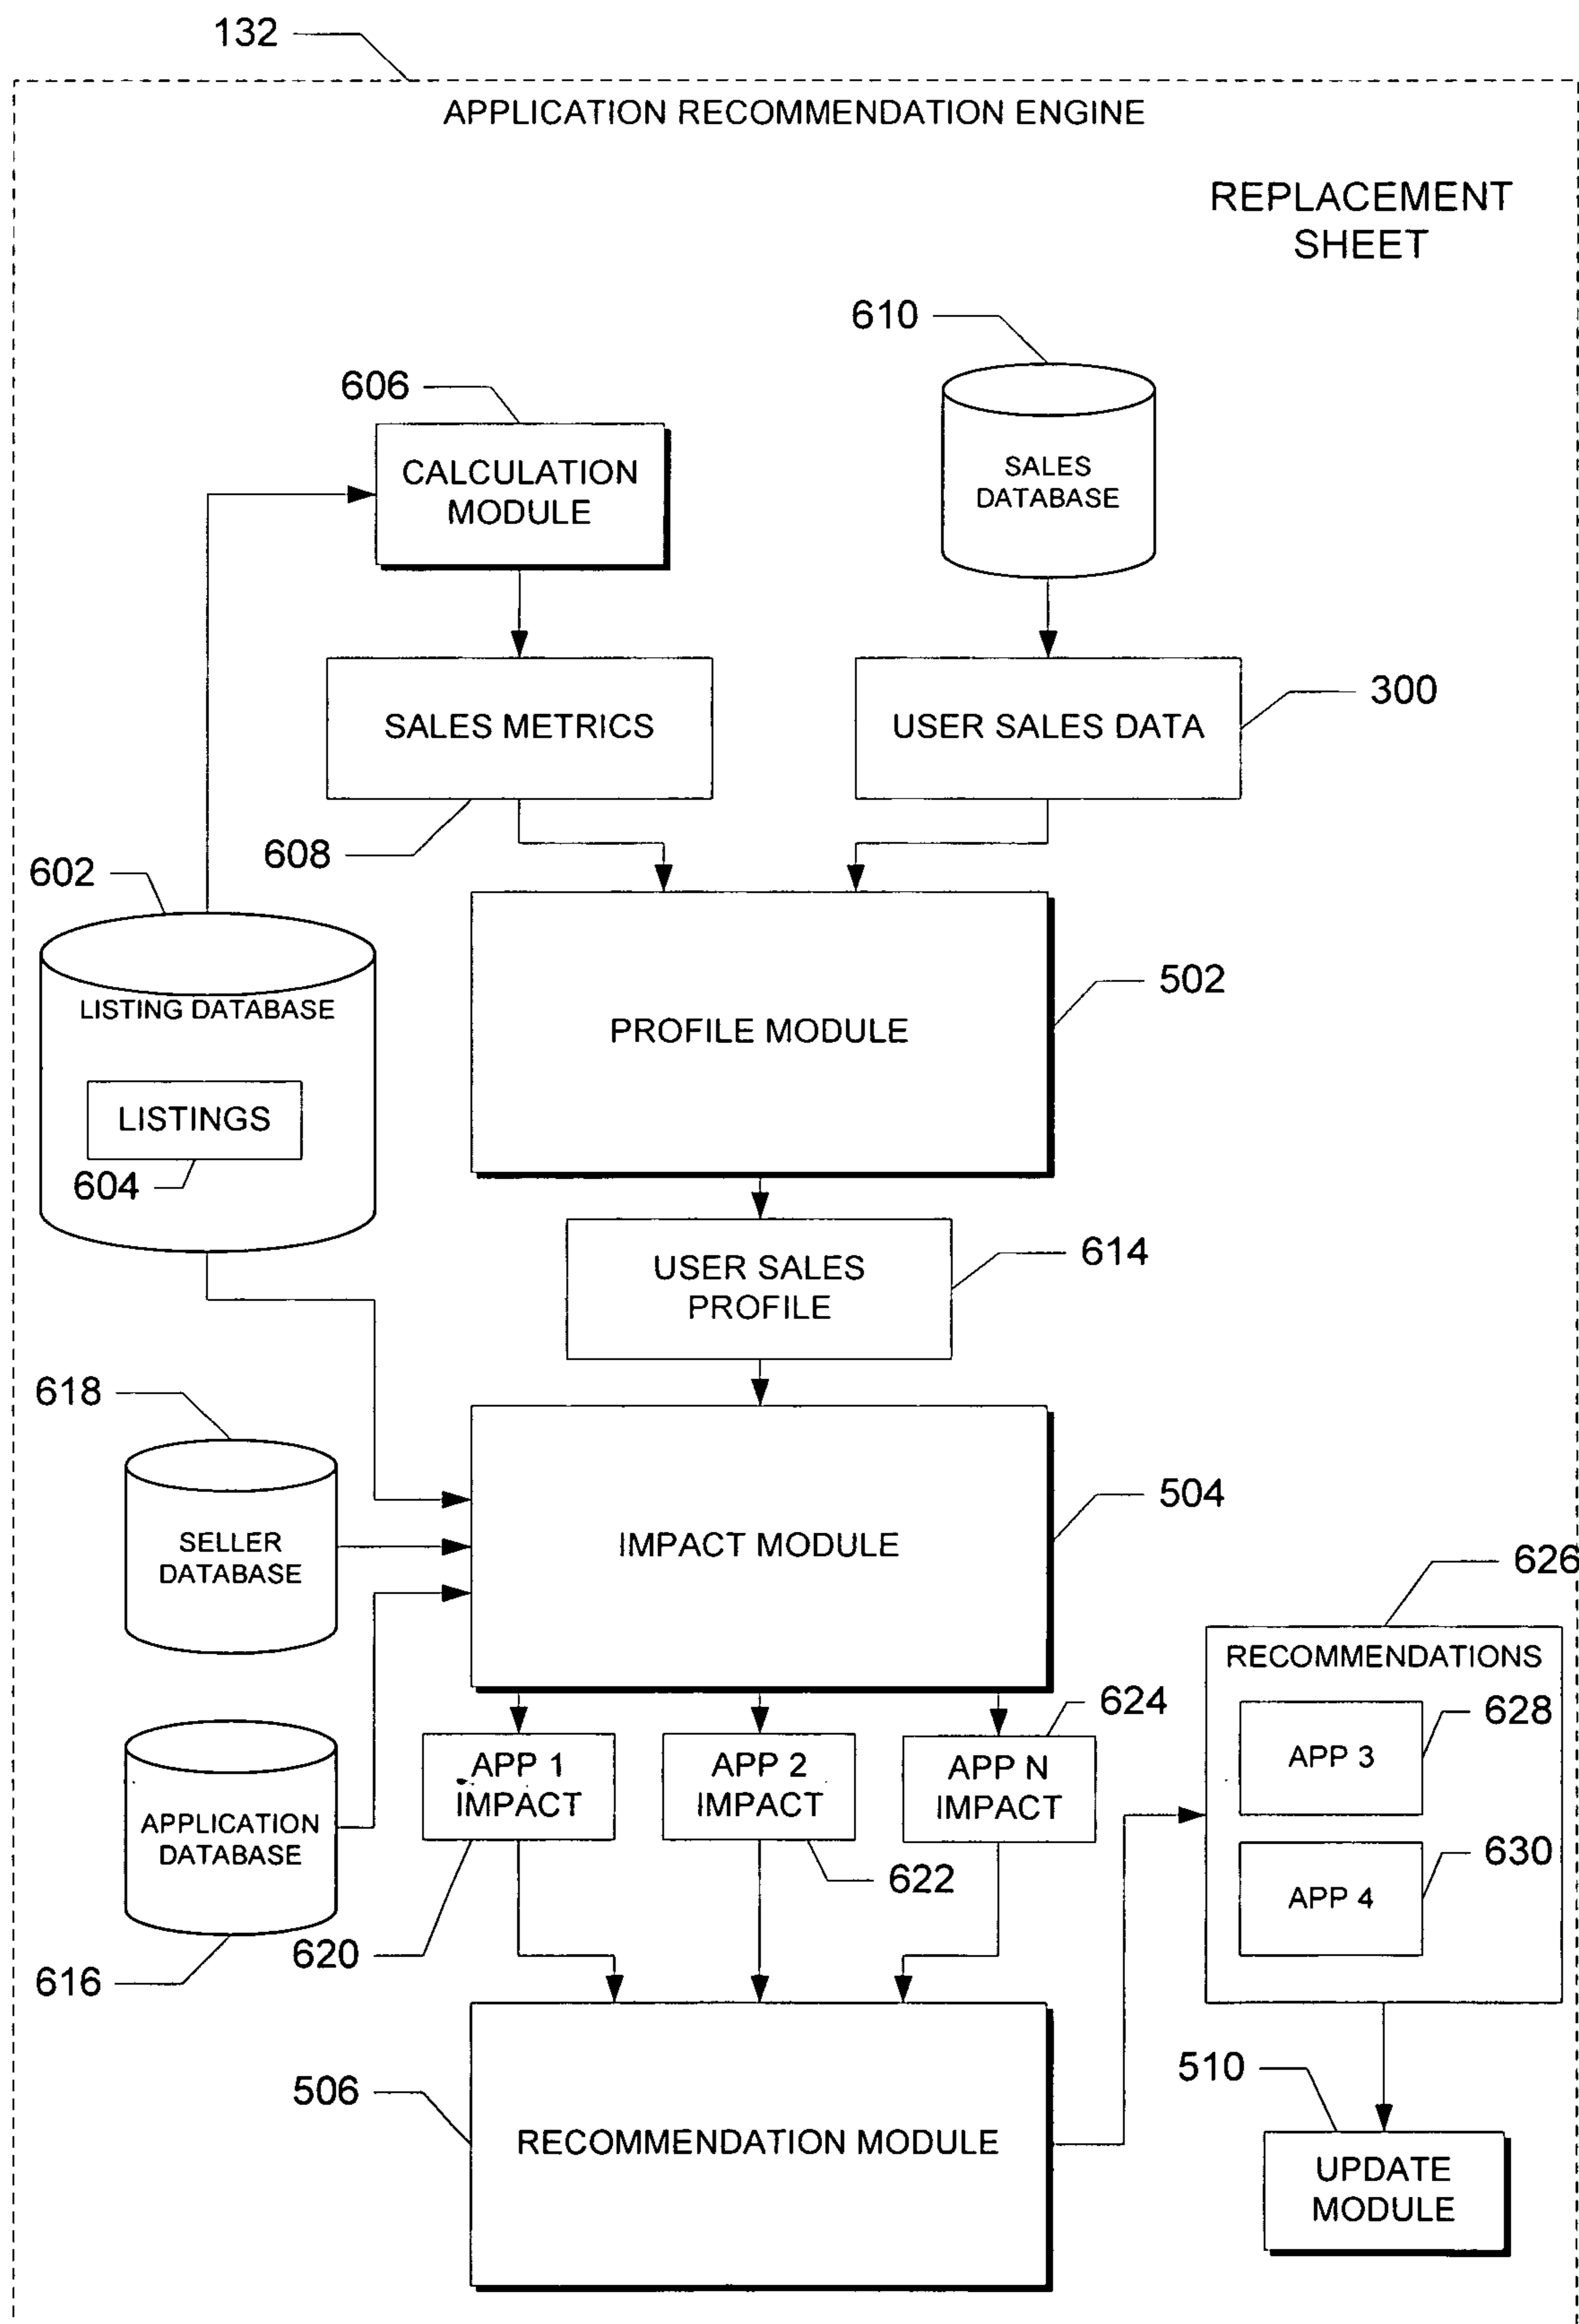 132
APPLICATION RECOMMENDATION ENGINE
REPLACEMENT
SHEET
610
606
CALCULATION
MODULE
SALES
DATABASE
300
SALES METRICS
USER SALES DATA
608
602
502
LISTING DATABASE
PROFILE MODULE
LISTINGS
604
614
USER SALES
PROFILE
618
504
SELLER
DATABASE
IMPACT MODULE
626
RECOMMENDATIONS
624
628
APP 1
IMPACT
APP 2
IMPACT
APP N
IMPACT
APP 3
APPLICATION
DATABASE
630
622
APP 4
620
616
510
506
RECOMMENDATION MODULE
UPDATE
MODULE